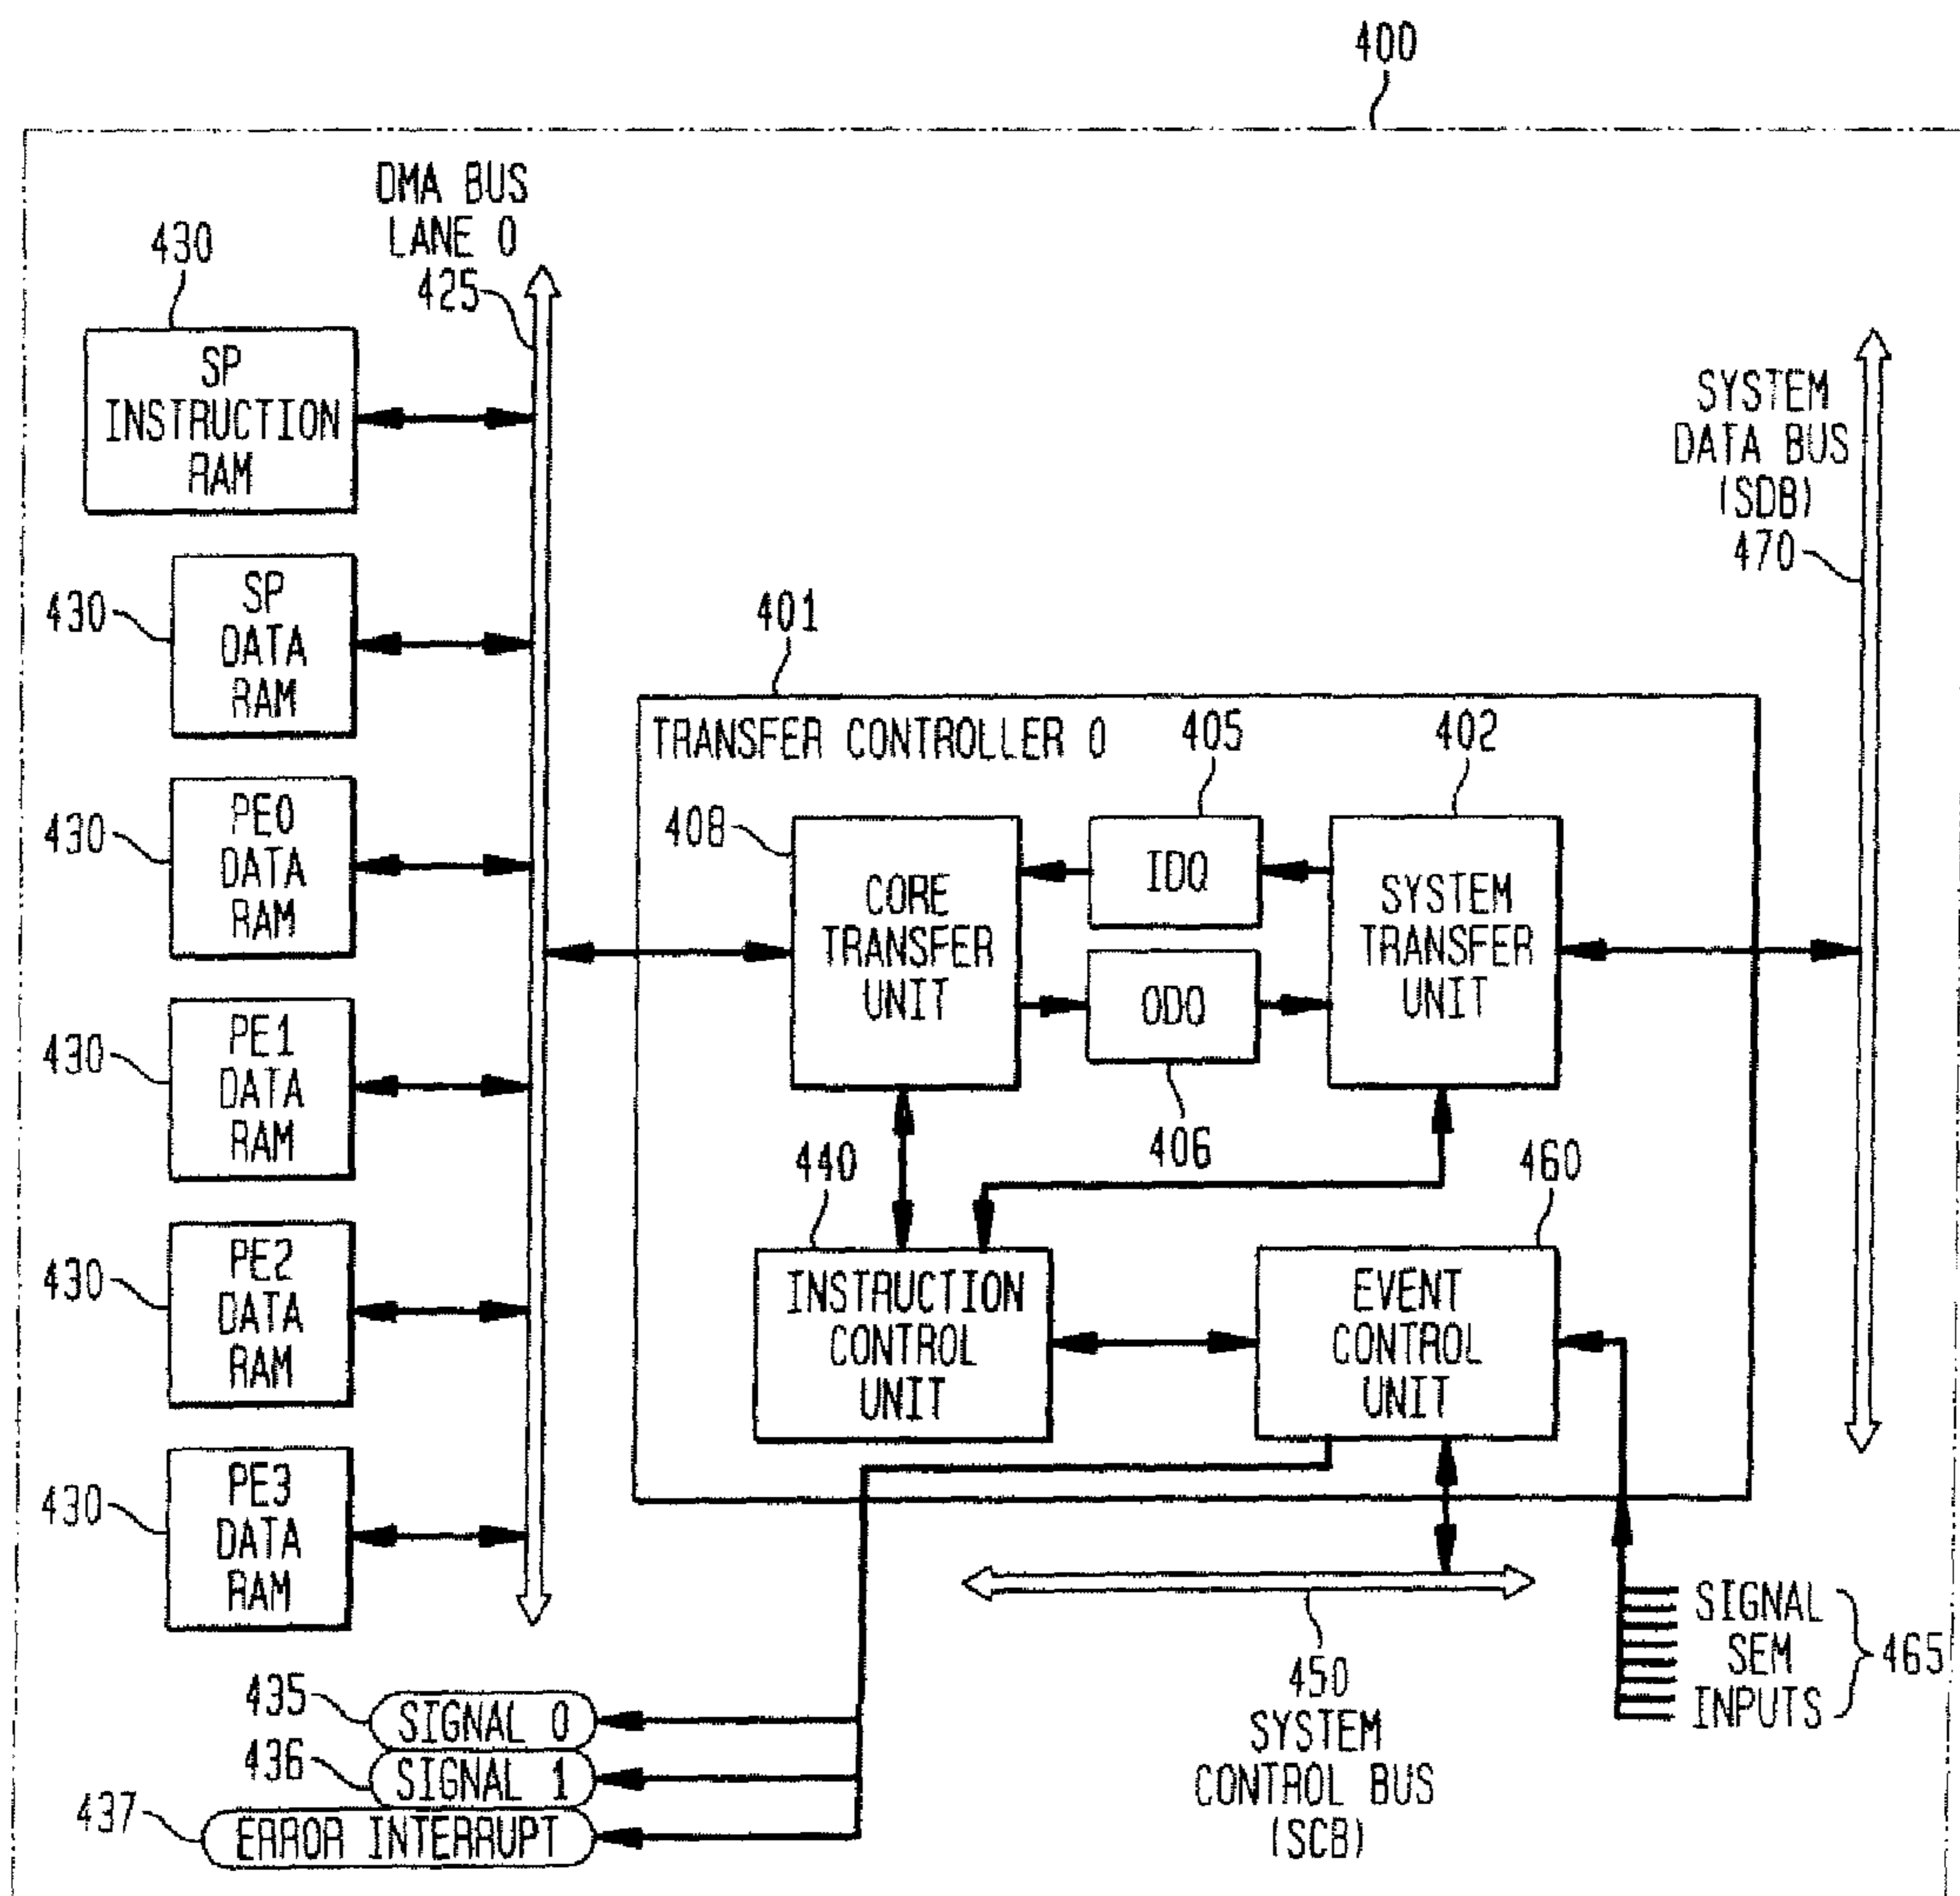 400
DMA BUS
LANE 0
425
430
SP
INSTRUCTION
RAM
430
SP
DATA
RAM
430
PE0
DATA
RAM
430
PE1
DATA
RAM
430
PE2
DATA
RAM
430
PE3
DATA
RAM
SYSTEM
DATA BUS
(SDB)
470
401
TRANSFER CONTROLLER 0
405
402
408
CORE
TRANSFER
UNIT
IDQ
ODQ
SYSTEM
TRANSFER
UNIT
406
440
460
INSTRUCTION
CONTROL
UNIT
EVENT
CONTROL
UNIT
435
SIGNAL 0
436
SIGNAL 1
437
ERROR INTERRUPT
450
SYSTEM
CONTROL BUS
(SCB)
SIGNAL
SEM
INPUTS
465